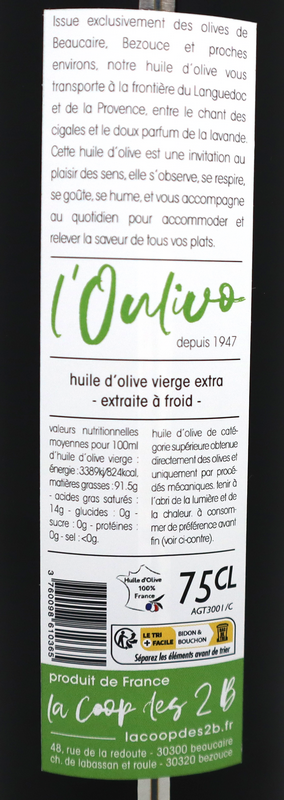 Issue exclusivement des olives de
Beaucaire, Bezouce et proches
environs, notre huile d'olive vous
transporte à la frontière du Languedoc
et de la Provence, entre le chant des
cigales et le doux parfum de la lavande.
Cette huile d'olive est une invitation au
plaisir des sens, elle s'observe, se respire,
se goûte, se hume, et vous accompagne
au quotidien pour accommoder et
relever la saveur de tous vos plats.
l'Oulivo
depuis 1947
huile d'olive vierge extra
- extraite à froid -
valeurs nutritionnelles
moyennes pour 100ml
d'huile d'olive vierge :
énergie : 3389kj/824kcal,
matières grasses : 91.5g
- acides gras saturés :
14g - glucides : 0g -
sucre : 0g - protéines :
0g - sel : <0g.
huile d'olive de caté-
gorie supérieure obtenue
directement des olives et
uniquement par procé-
dés mécaniques. tenir à
l'abri de la lumière et de
la chaleur. à consom-
mer de préférence avant
fin (voir ci-contre).
3 760098 610365
Huile d'Olive
100%
France
75CL
AGT3001/C
FR
LE TRI
+ FACILE
BIDON &
BOUCHON
Séparez les éléments avant de trier
produit de France
la Coop des 2 B
lacoopdes2b.fr
48, rue de la redoute - 30300 beaucaire
ch. de labassan et roule - 30320 bezouce